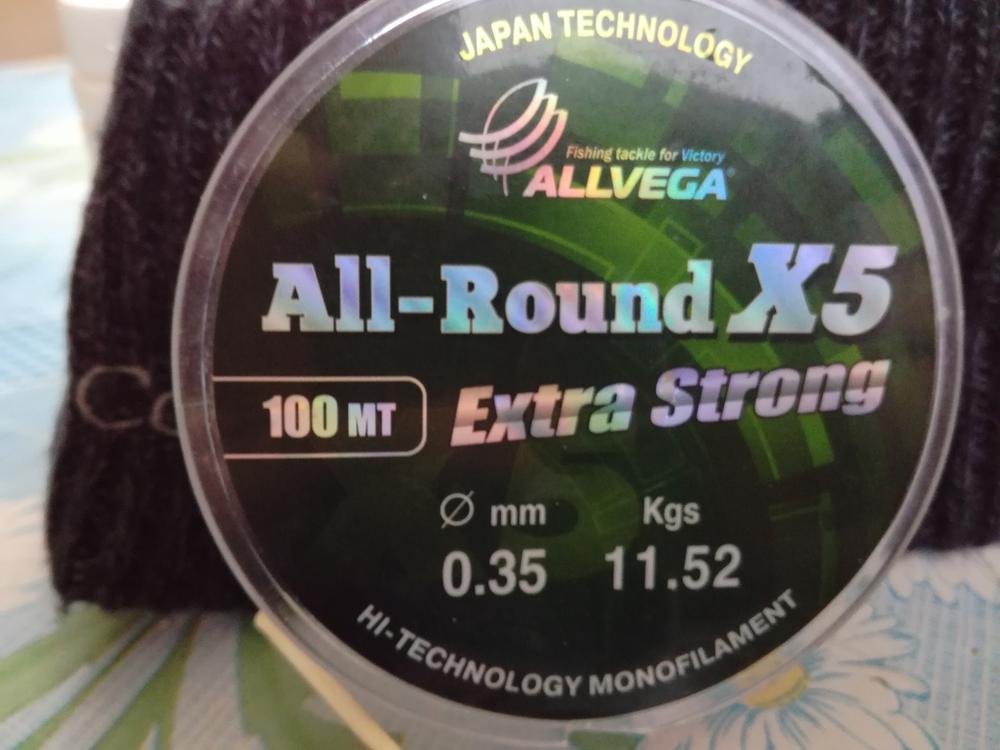 JAPAN TECHNOLOGY
Fishing tackle for Victory
ALLVEGA®
All-Round X5
100 MT
Extra Strong
Ø mm Kgs
0.35 11.52
HI-TECHNOLOGY MONOFILAMENT